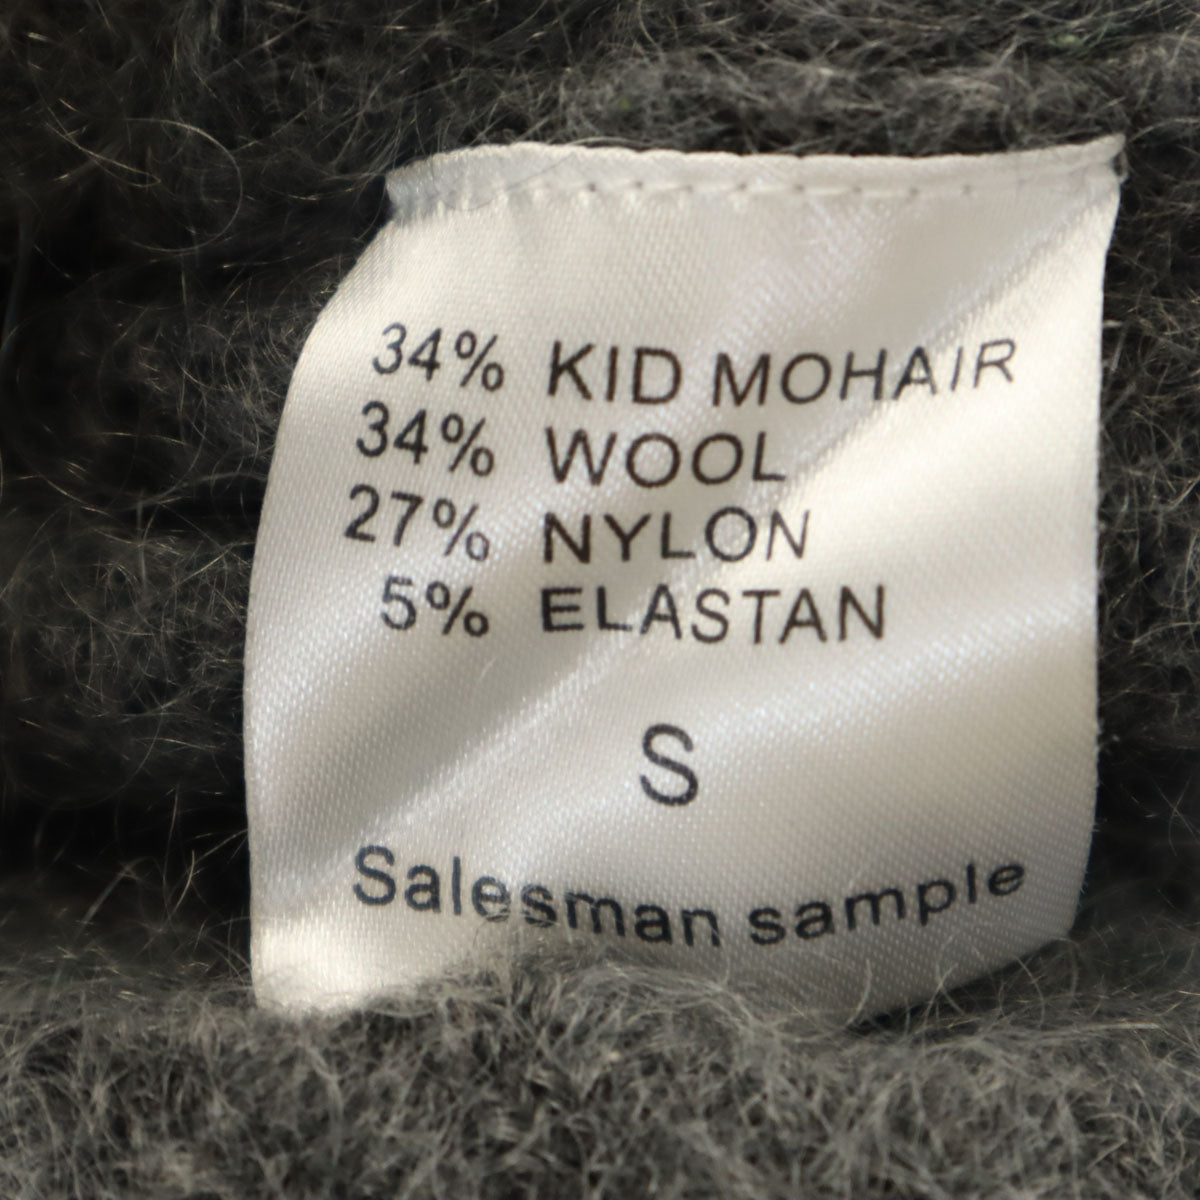 34% KID MOHAIR
34% WOOL
27% NYLON
5% ELASTAN
S
Salesman sample